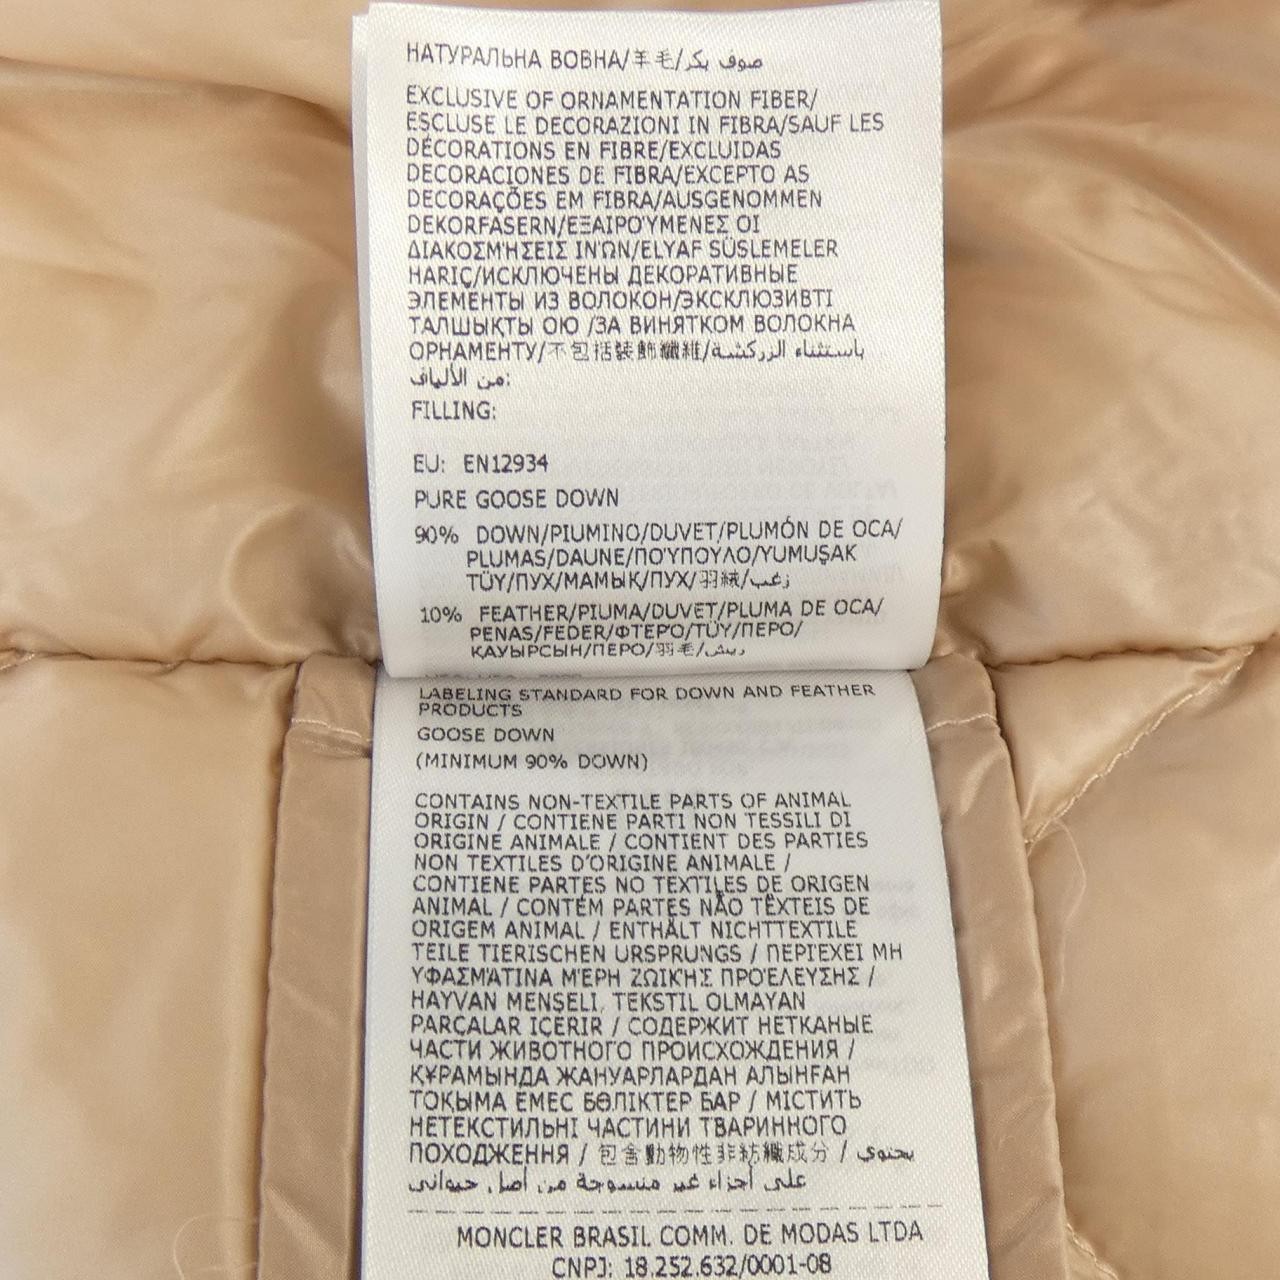 НАТУРАЛЬНА ВОВНА/羊毛/صوف بكر
EXCLUSIVE OF ORNAMENTATION FIBER/
ESCLUSE LE DECORAZIONI IN FIBRA/SAUF LES
DÉCORATIONS EN FIBRE/EXCLUIDAS
DECORACIONES DE FIBRA/EXCEPTO AS
DECORAÇÕES EM FIBRA/AUSGENOMMEN
DEKORFASERN/ΕΞΑΙΡΟΎΜΕΝΕΣ ΟΙ
ΔΙΑΚΟΣΜΉΣΕΙΣ ΙΝΏΝ/ELYAF SÜSLEMELER
HARIÇ/ИСКЛЮЧЕНЫ ДЕКОРАТИВНЫЕ
ЭЛЕМЕНТЫ ИЗ ВОЛОКОН/ЭКСКЛЮЗИВТІ
ТАЛШЫҚТЫ ОЮ /ЗА ВИНЯТКОМ ВОЛОКНА
ОРНАМЕНТУ/不包括裝飾纖維/باستثناء الزركشة
من الألياف:
FILLING:
EU: EN12934
PURE GOOSE DOWN
90% DOWN/PIUMINO/DUVET/PLUMÓN DE OCA/
PLUMAS/DAUNE/ΠΟΎΠΟΥΛΟ/YUMUŞAK
TÜY/ПУХ/МАМЫҚ/ПУХ/羽絨/زغب
10% FEATHER/PIUMA/DUVET/PLUMA DE OCA/
PENAS/FEDER/ΦΤΕΡΌ/TÜY/ПЕРО/
ҚАУЫРСЫН/ПЕРО/羽毛/ريش
LABELING STANDARD FOR DOWN AND FEATHER
PRODUCTS
GOOSE DOWN
(MINIMUM 90% DOWN)
CONTAINS NON-TEXTILE PARTS OF ANIMAL
ORIGIN / CONTIENE PARTI NON TESSILI DI
ORIGINE ANIMALE / CONTIENT DES PARTIES
NON TEXTILES D'ORIGINE ANIMALE /
CONTIENE PARTES NO TEXTILES DE ORIGEN
ANIMAL / CONTÉM PARTES NÃO TÊXTEIS DE
ORIGEM ANIMAL / ENTHÄLT NICHTTEXTILE
TEILE TIERISCHEN URSPRUNGS / ΠΕΡΙΈΧΕΙ ΜΗ
ΥΦΑΣΜΆΤΙΝΑ ΜΈΡΗ ΖΩΙΚΉΣ ΠΡΟΈΛΕΥΣΗΣ /
HAYVAN MENŞELI, TEKSTIL OLMAYAN
PARÇALAR IÇERIR / СОДЕРЖИТ НЕТКАНЫЕ
ЧАСТИ ЖИВОТНОГО ПРОИСХОЖДЕНИЯ /
ҚҰРАМЫНДА ЖАНУАРЛАРДАН АЛЫНҒАН
ТОҚЫМА ЕМЕС БӨЛІКТЕР БАР / МІСТИТЬ
НЕТЕКСТИЛЬНІ ЧАСТИНИ ТВАРИННОГО
ПОХОДЖЕННЯ / 包含動物性非紡織成分 / يحتوي
على أجزاء غير منسوجة من أصل حيواني
MONCLER BRASIL COMM. DE MODAS LTDA
CNPJ: 18.252.632/0001-08